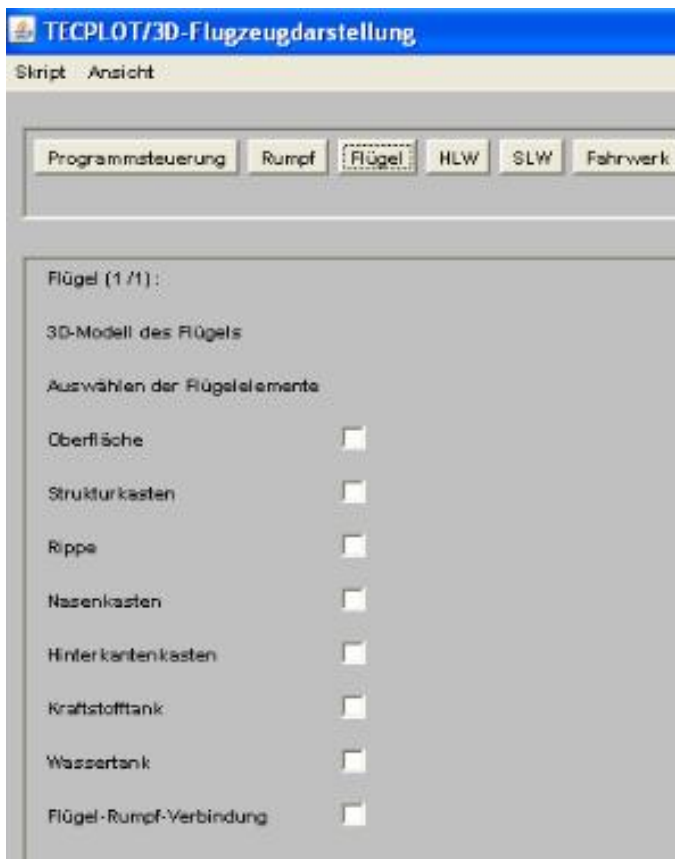 TECPLOT/3D-Flugzeugdarstellung
Skript Ansicht
Programmsteuerung Rumpf Flügel HLW SLW Fahrwerk
Flügel (1/1):
3D-Modell des Flügels
Auswählen der Flügelelemente
Oberfläche
Strukturkasten
Rippe
Nasenkasten
Hinterkantenkasten
Kraftstofftank
Wassertank
Flügel-Rumpf-Verbindung